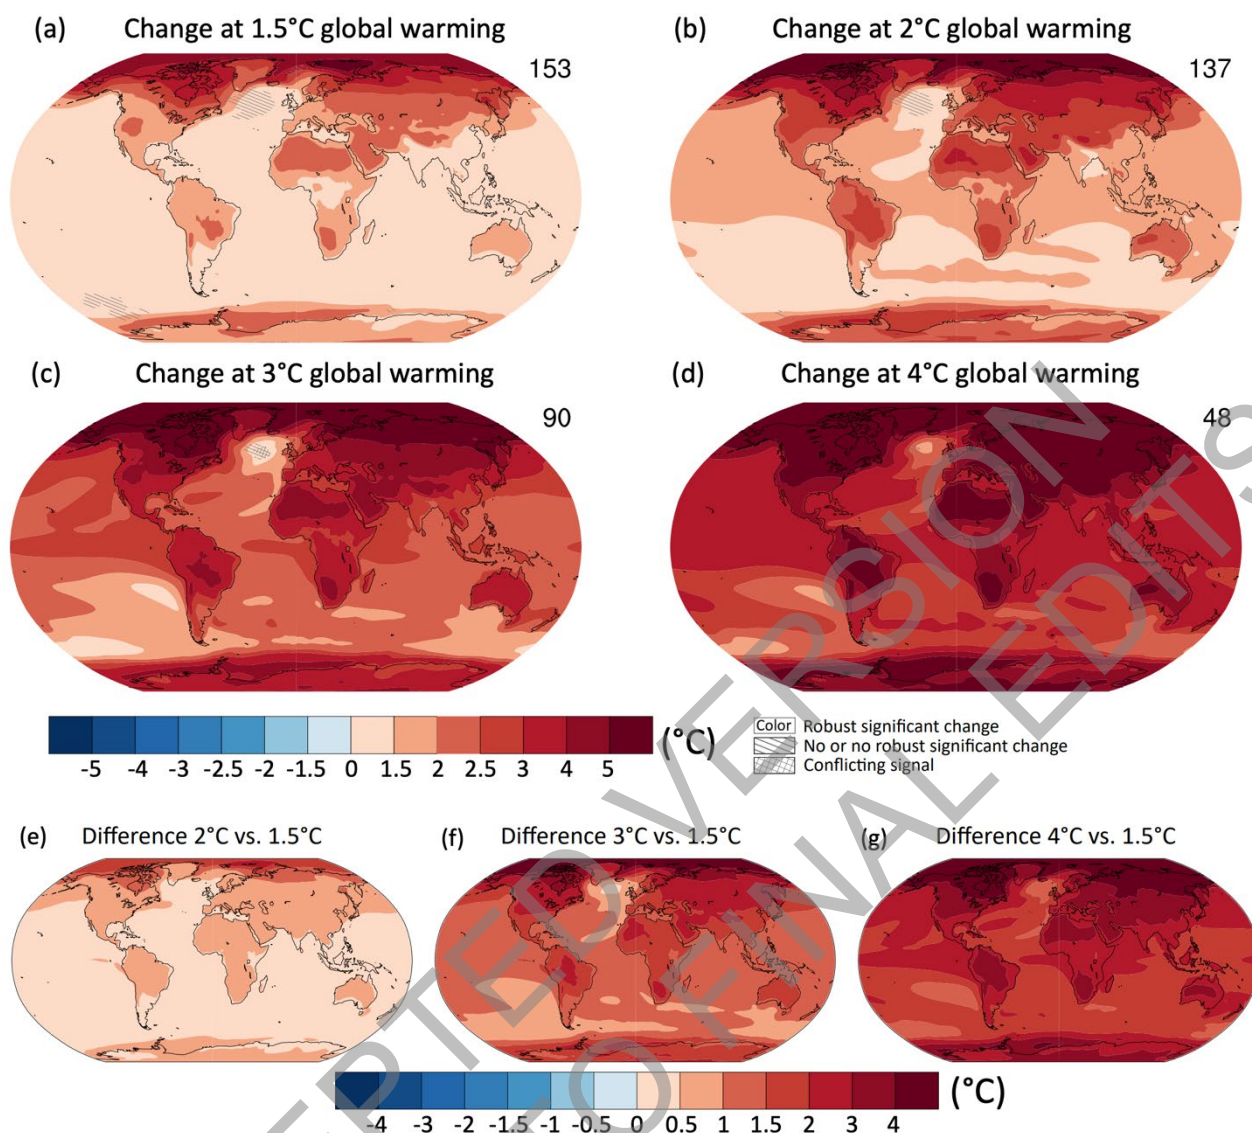 (a) Change at 1.5°C global warming
153
(b) Change at 2°C global warming
137
(c) Change at 3°C global warming
90
(d) Change at 4°C global warming
48
-5 -4 -3 -2.5 -2 -1.5 0 1.5 2 2.5 3 4 5 (°C)
Color Robust significant change
No or no robust significant change
Conflicting signal
(e) Difference 2°C vs. 1.5°C
(f) Difference 3°C vs. 1.5°C
(g) Difference 4°C vs. 1.5°C
-4 -3 -2 -1.5 -1 -0.5 0 0.5 1 1.5 2 3 4 (°C)
VERSION
FINAL EDITS